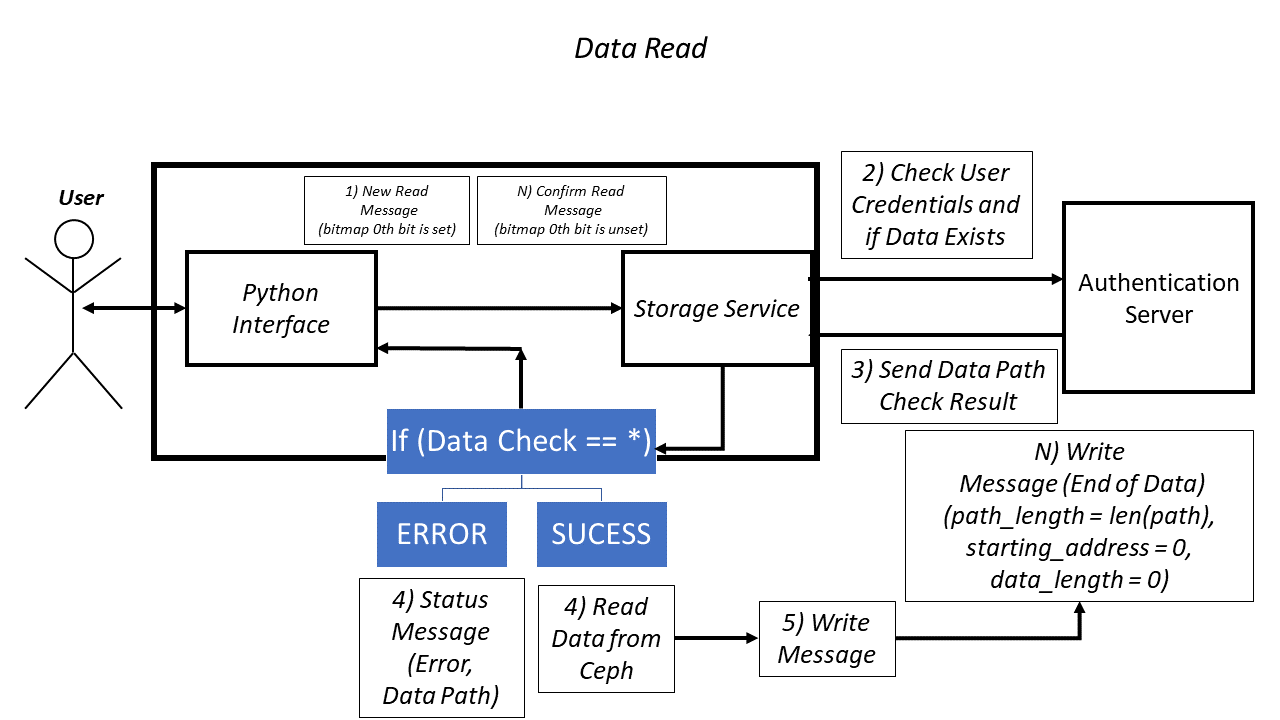 Data Read
User
1) New Read
Message
(bitmap 0th bit is set)
N) Confirm Read
Message
(bitmap 0th bit is unset)
2) Check User
Credentials and
if Data Exists
Python
Interface
Storage Service
Authentication
Server
3) Send Data Path
Check Result
If (Data Check == *)
ERROR
SUCESS
N) Write
Message (End of Data)
(path_length = len(path),
starting_address = 0,
data_length = 0)
4) Status
Message
(Error,
Data Path)
4) Read
Data from
Ceph
5) Write
Message